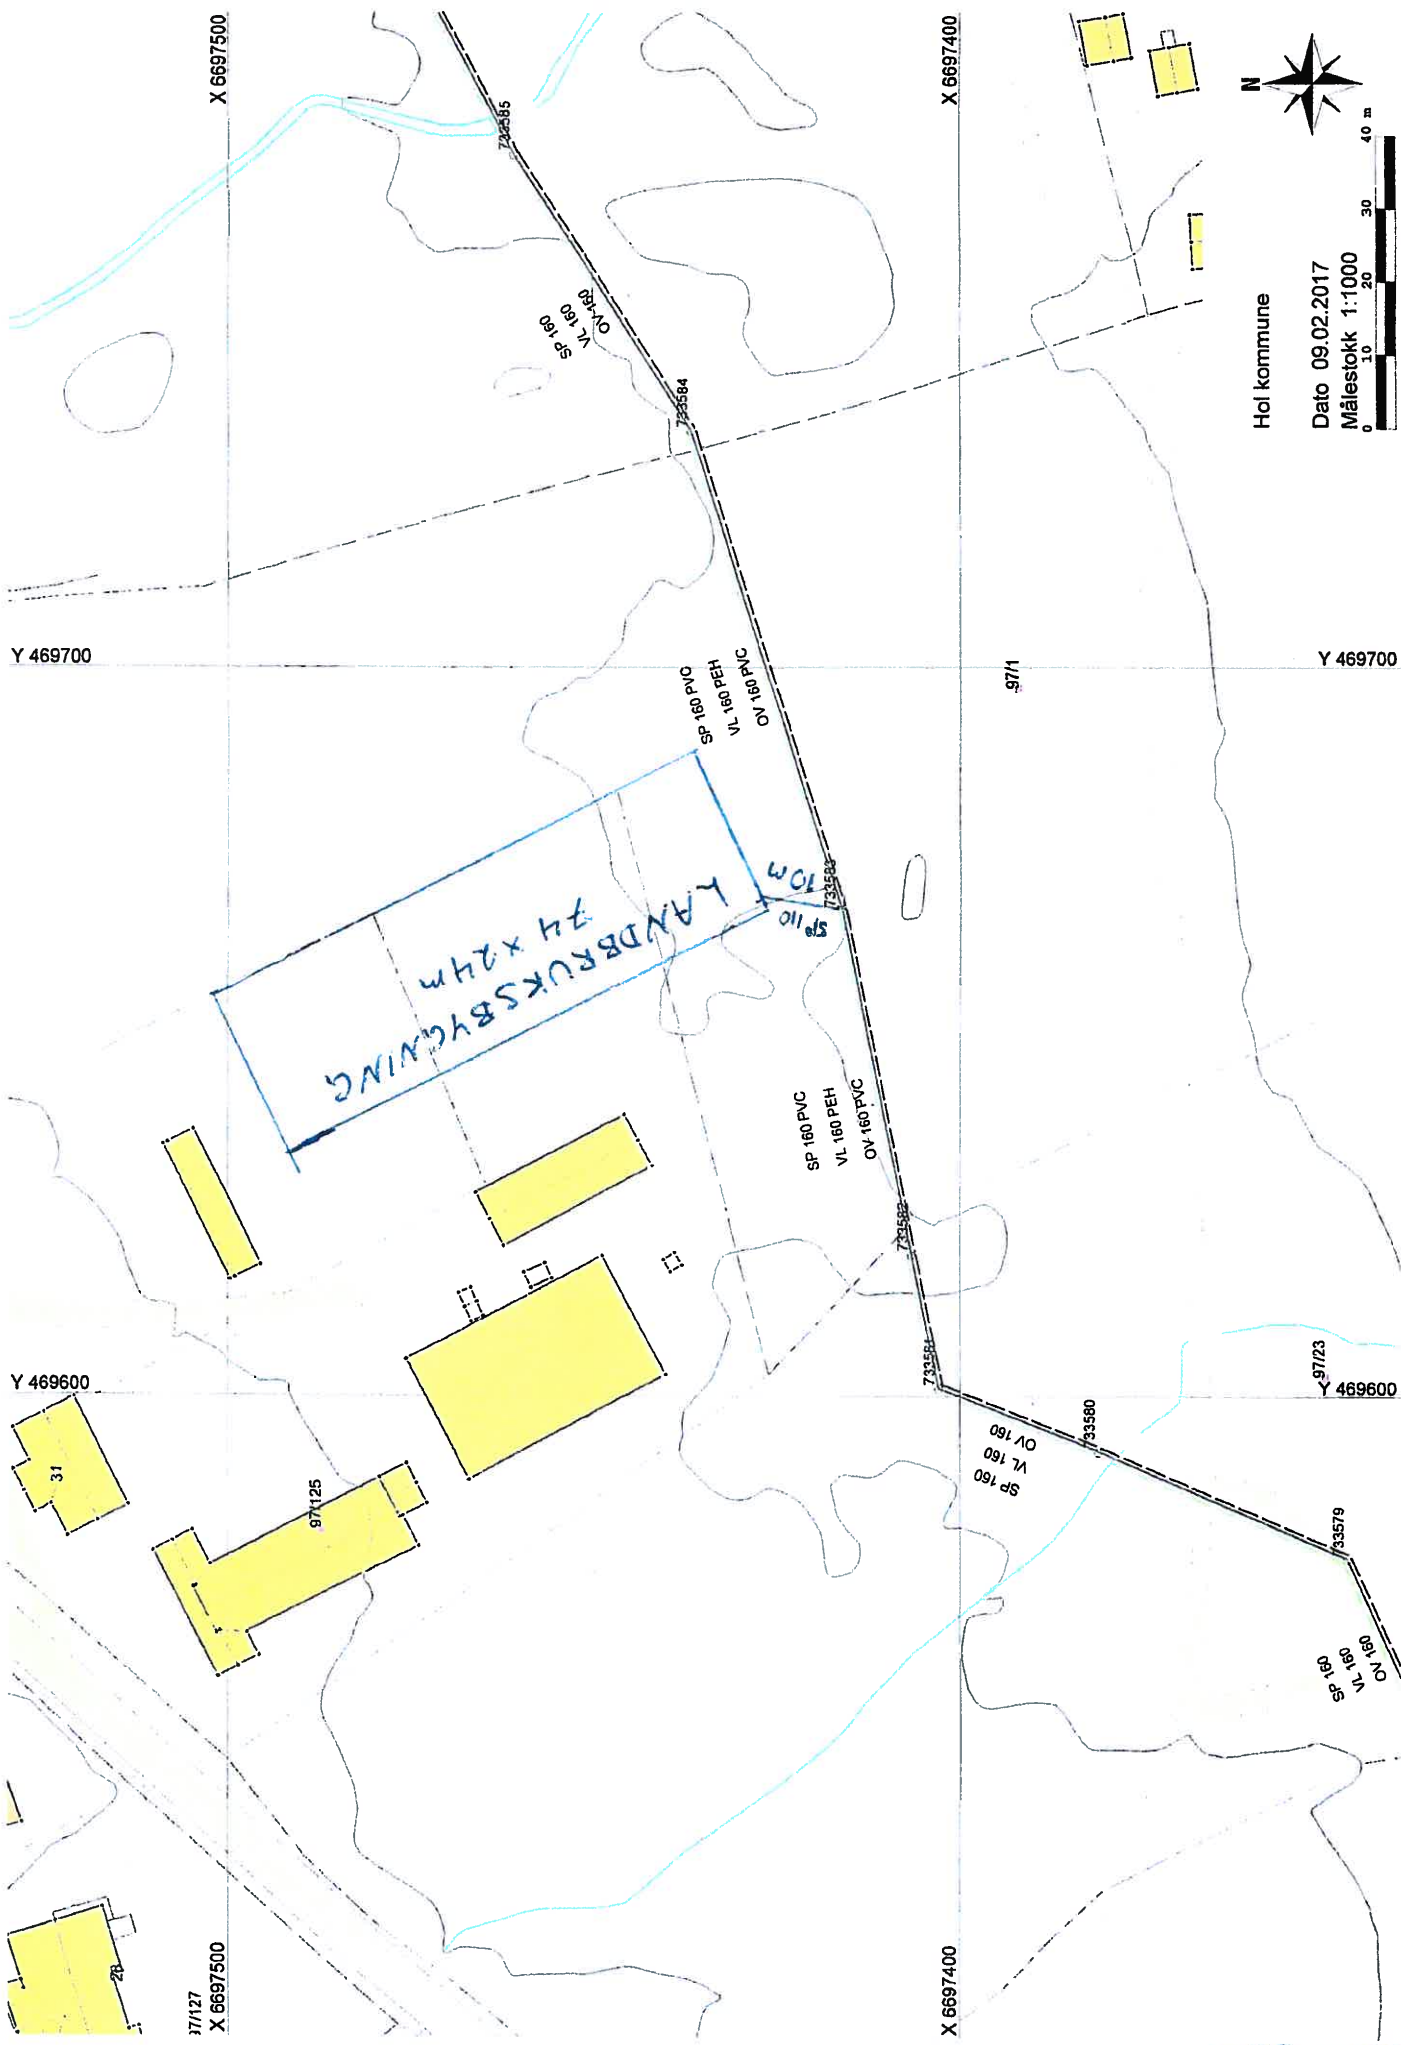 X 6697500
X 6697400
N
733585
SP 160
VL 160
OV 160
733584
Y 469700
Y 469700
SP 160 PVC
VL 160 PEH
OV 160 PVC
97/1
LANDBRUKSBYGNING
74 x 24m
10 m
SP 110
733583
SP 160 PVC
VL 160 PEH
OV 160 PVC
733582
733581
Y 469600
Y 469600
97/23
31
97/125
SP 160
VL 160
OV 160
33580
33579
SP 160
VL 160
OV 160
28
97/127
X 6697500
X 6697400
Hol kommune
Dato 09.02.2017
Målestokk 1:1000
0 10 20 30 40 m